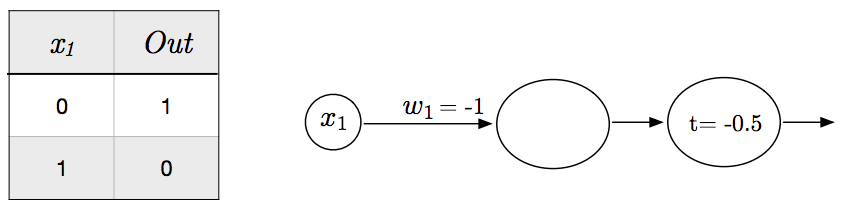 x₁ Out
0 1
1 0
x₁
w₁ = -1
t= -0.5